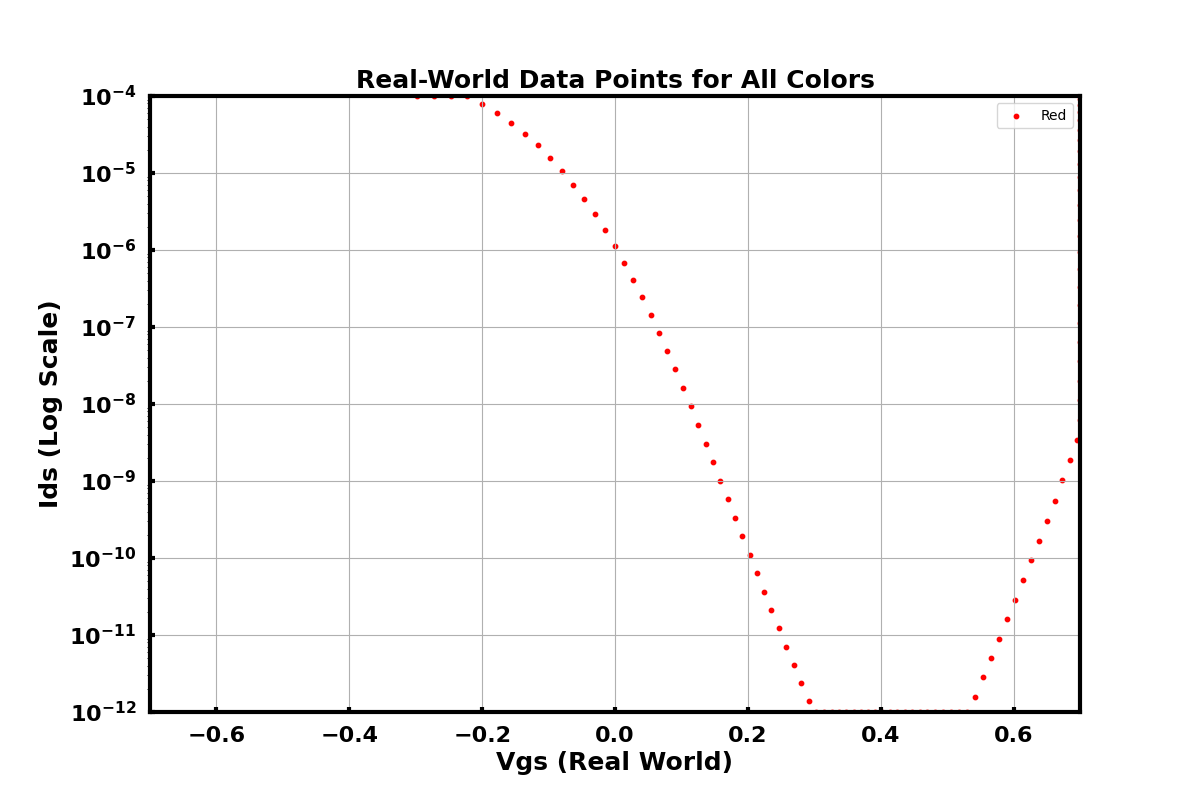 Real-World Data Points for All Colors
Red
10⁻⁴
10⁻⁵
10⁻⁶
10⁻⁷
10⁻⁸
10⁻⁹
10⁻¹⁰
10⁻¹¹
10⁻¹²
Ids (Log Scale)
−0.6 −0.4 −0.2 0.0 0.2 0.4 0.6
Vgs (Real World)